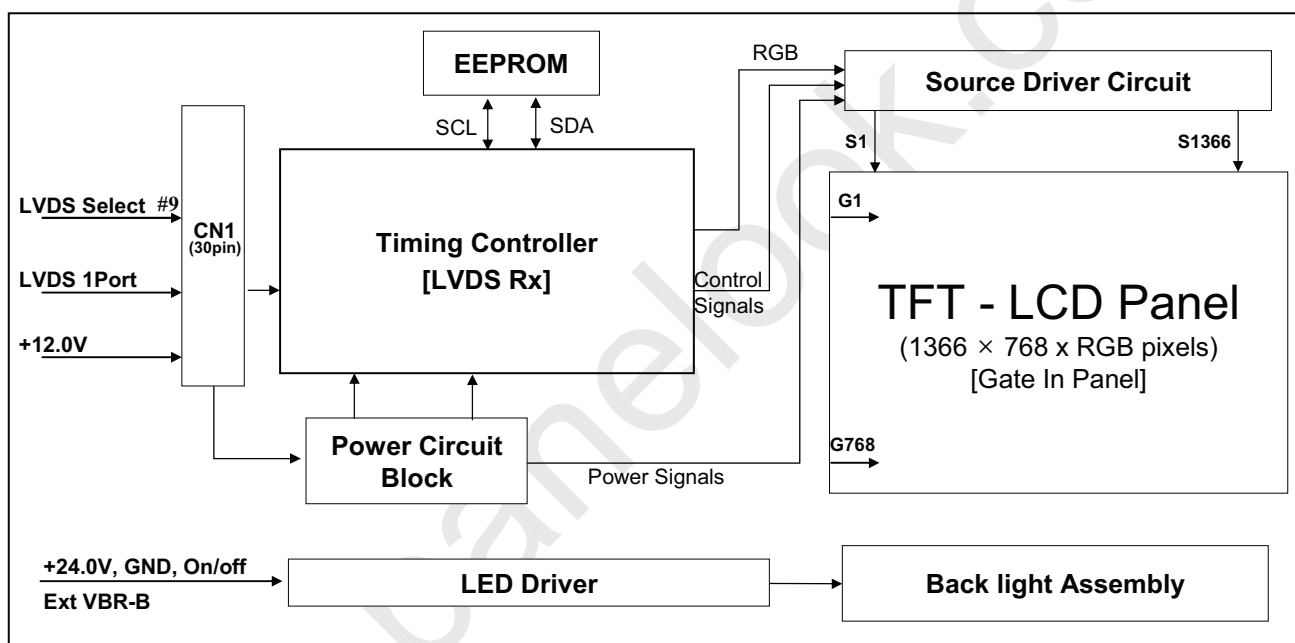 EEPROM
SCL
SDA
RGB
Source Driver Circuit
S1
S1366
LVDS Select #9
LVDS 1Port
+12.0V
CN1
(30pin)
Timing Controller
[LVDS Rx]
Control
Signals
G1
TFT - LCD Panel
(1366 × 768 x RGB pixels)
[Gate In Panel]
G768
Power Circuit
Block
Power Signals
+24.0V, GND, On/off
Ext VBR-B
LED Driver
Back light Assembly
panelook.co